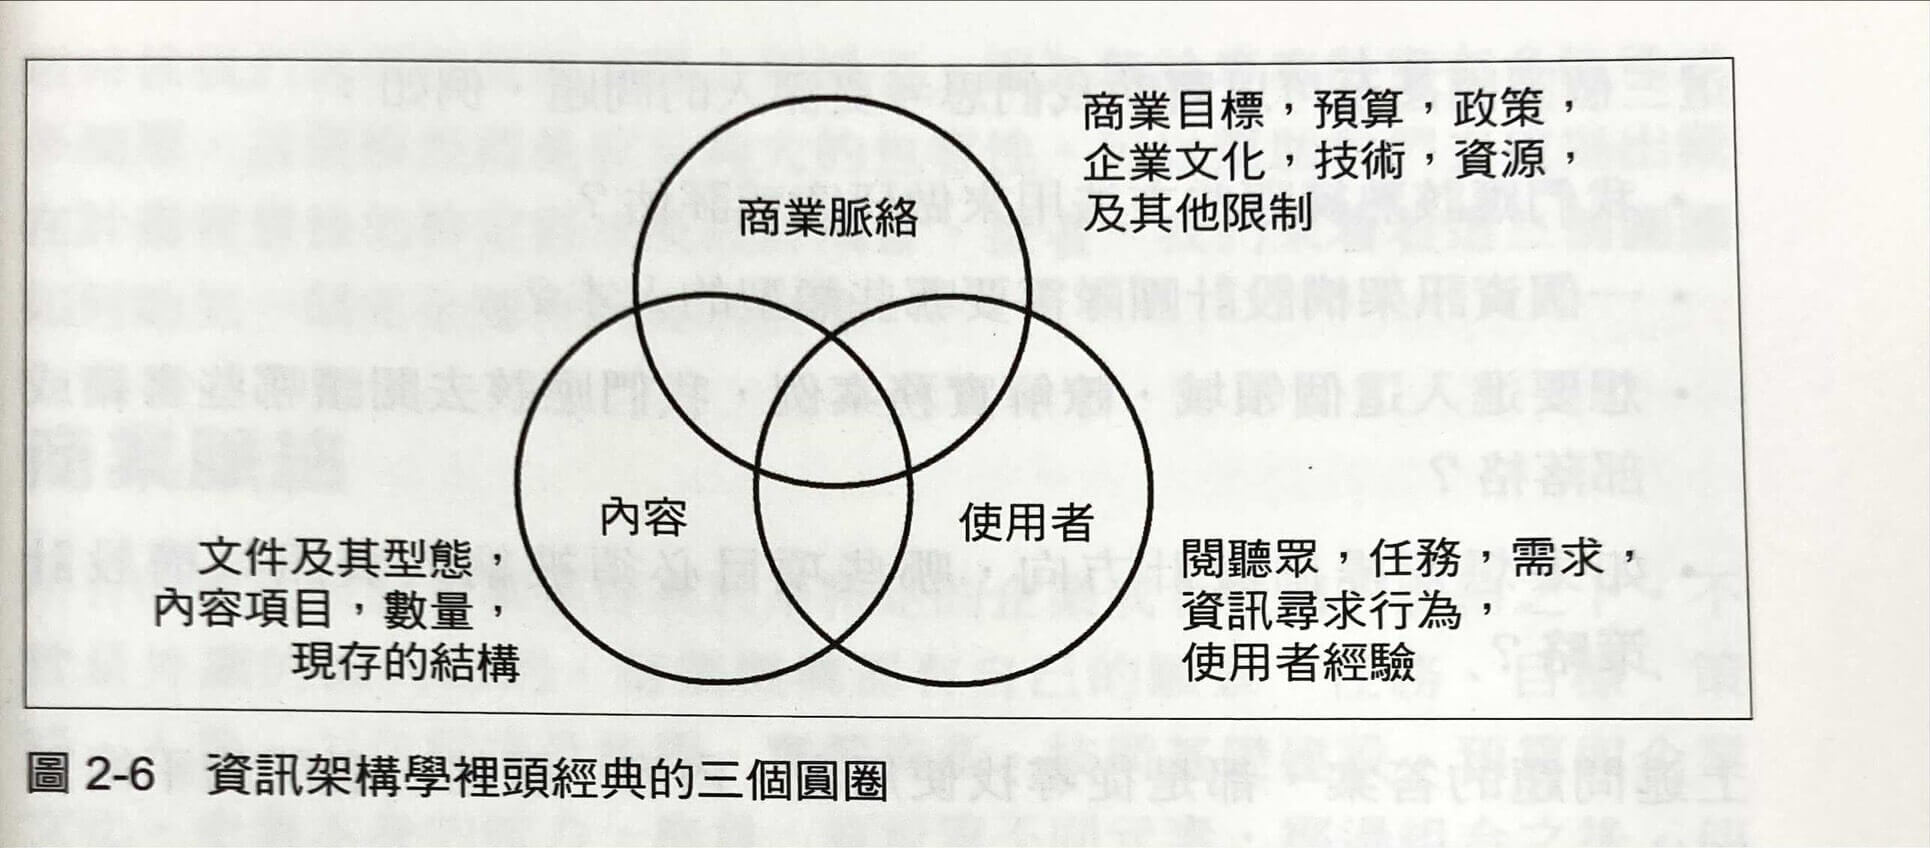 商業目標，預算，政策，
企業文化，技術，資源，
及其他限制
商業脈絡
內容
使用者
文件及其型態，
內容項目，數量，
現存的結構
閱聽眾，任務，需求，
資訊尋求行為，
使用者經驗
圖 2-6 資訊架構學裡頭經典的三個圓圈